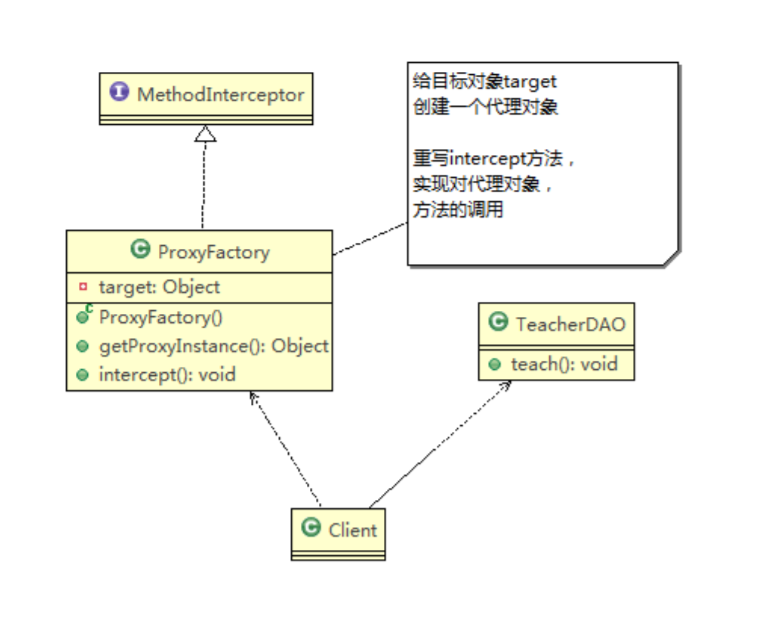 MethodInterceptor
给目标对象target
创建一个代理对象
重写intercept方法，
实现对代理对象，
方法的调用
ProxyFactory
target: Object
ProxyFactory()
getProxyInstance(): Object
intercept(): void
TeacherDAO
teach(): void
Client